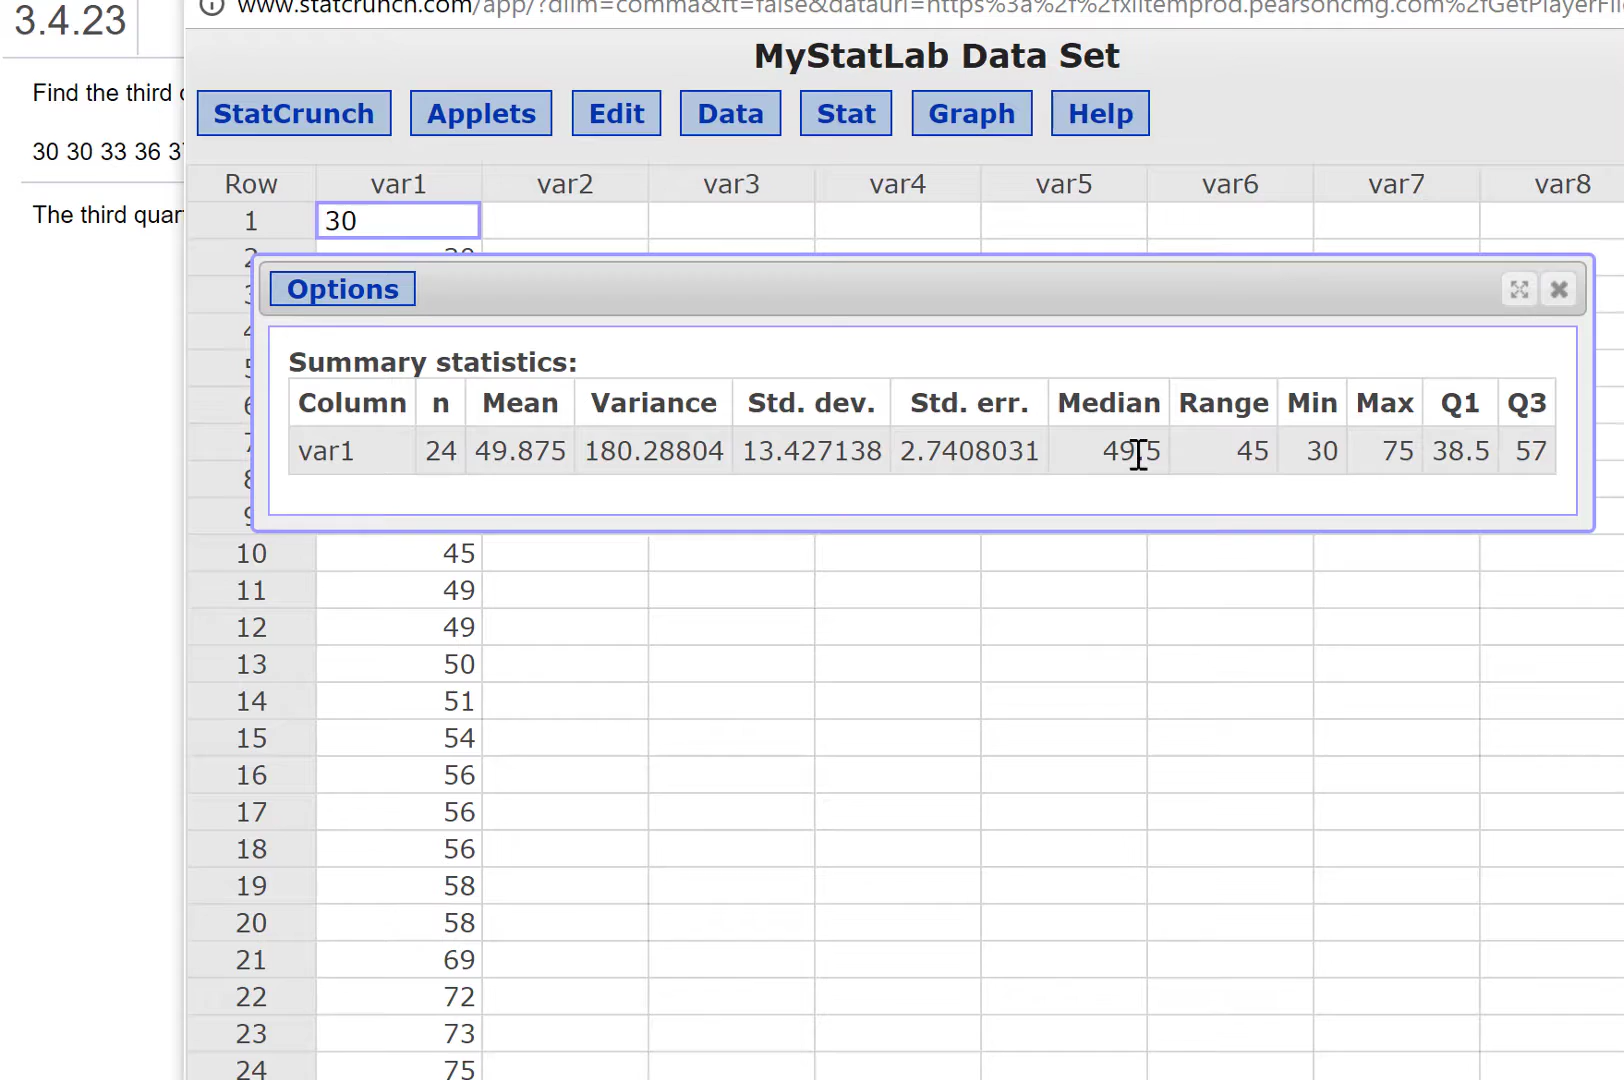 3.4.23
www.statcrunch.com/app/?dlim=comma&ft=false&dataurl=https%3a%2f%2fxlitemprod.pearsoncmg.com%2fGetPlayerFil
MyStatLab Data Set
StatCrunch Applets Edit Data Stat Graph Help
Find the third
30 30 33 36
The third
Row var1 var2 var3 var4 var5 var6 var7 var8
1 30
Options
Summary statistics:
Column n Mean Variance Std. dev. Std. err. Median Range Min Max Q1 Q3
var1 24 49.875 180.28804 13.427138 2.7408031 49.5 45 30 75 38.5 57
10 45
11 49
12 49
13 50
14 51
15 54
16 56
17 56
18 56
19 58
20 58
21 69
22 72
23 73
24 75